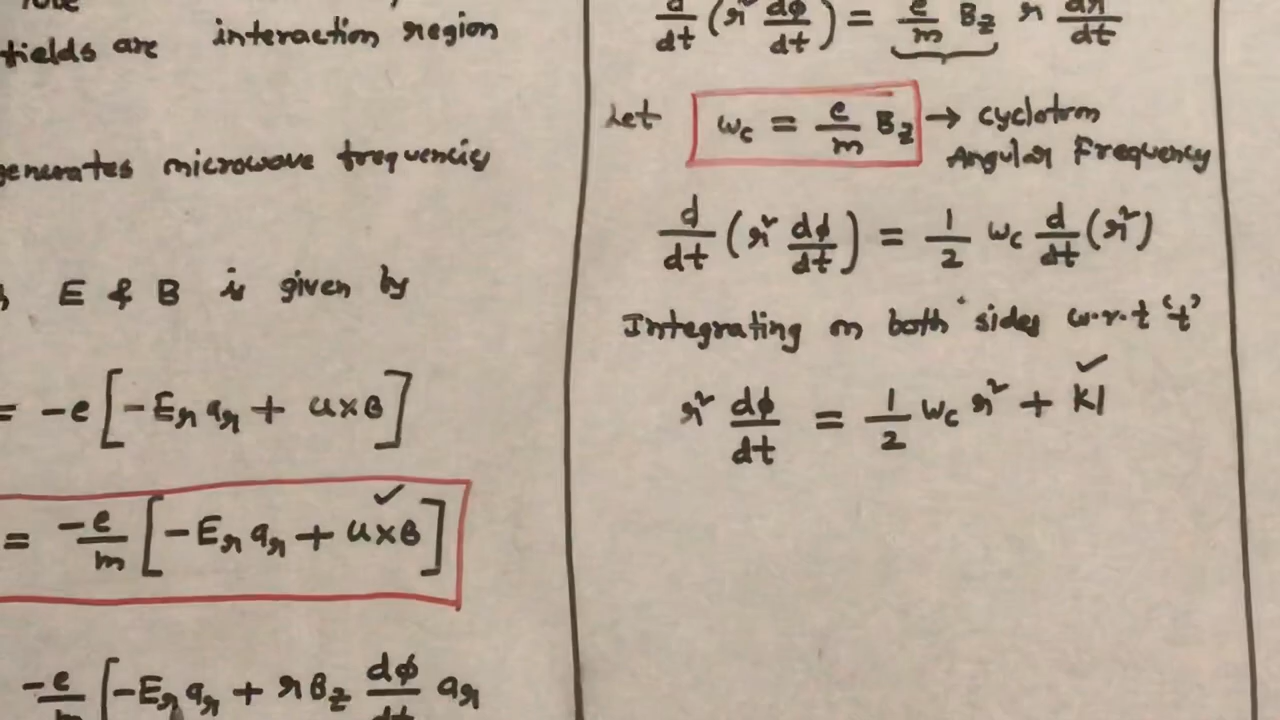 fields are interaction region
generates microwave frequencies
E & B is given by
= -e [-Er ar + u×B]
= -e/m [-Er ar + u×B] ✓
-e/m [-Er ar + r Bz dφ/dt ar
d/dt (r² dφ/dt) = e/m Bz r dr/dt
Let ωc = e/m Bz → cyclotron
Angular Frequency
d/dt (r² dφ/dt) = 1/2 ωc d/dt (r²)
Integrating on both sides w.r.t 't'
r² dφ/dt = 1/2 ωc r² + k1 ✓